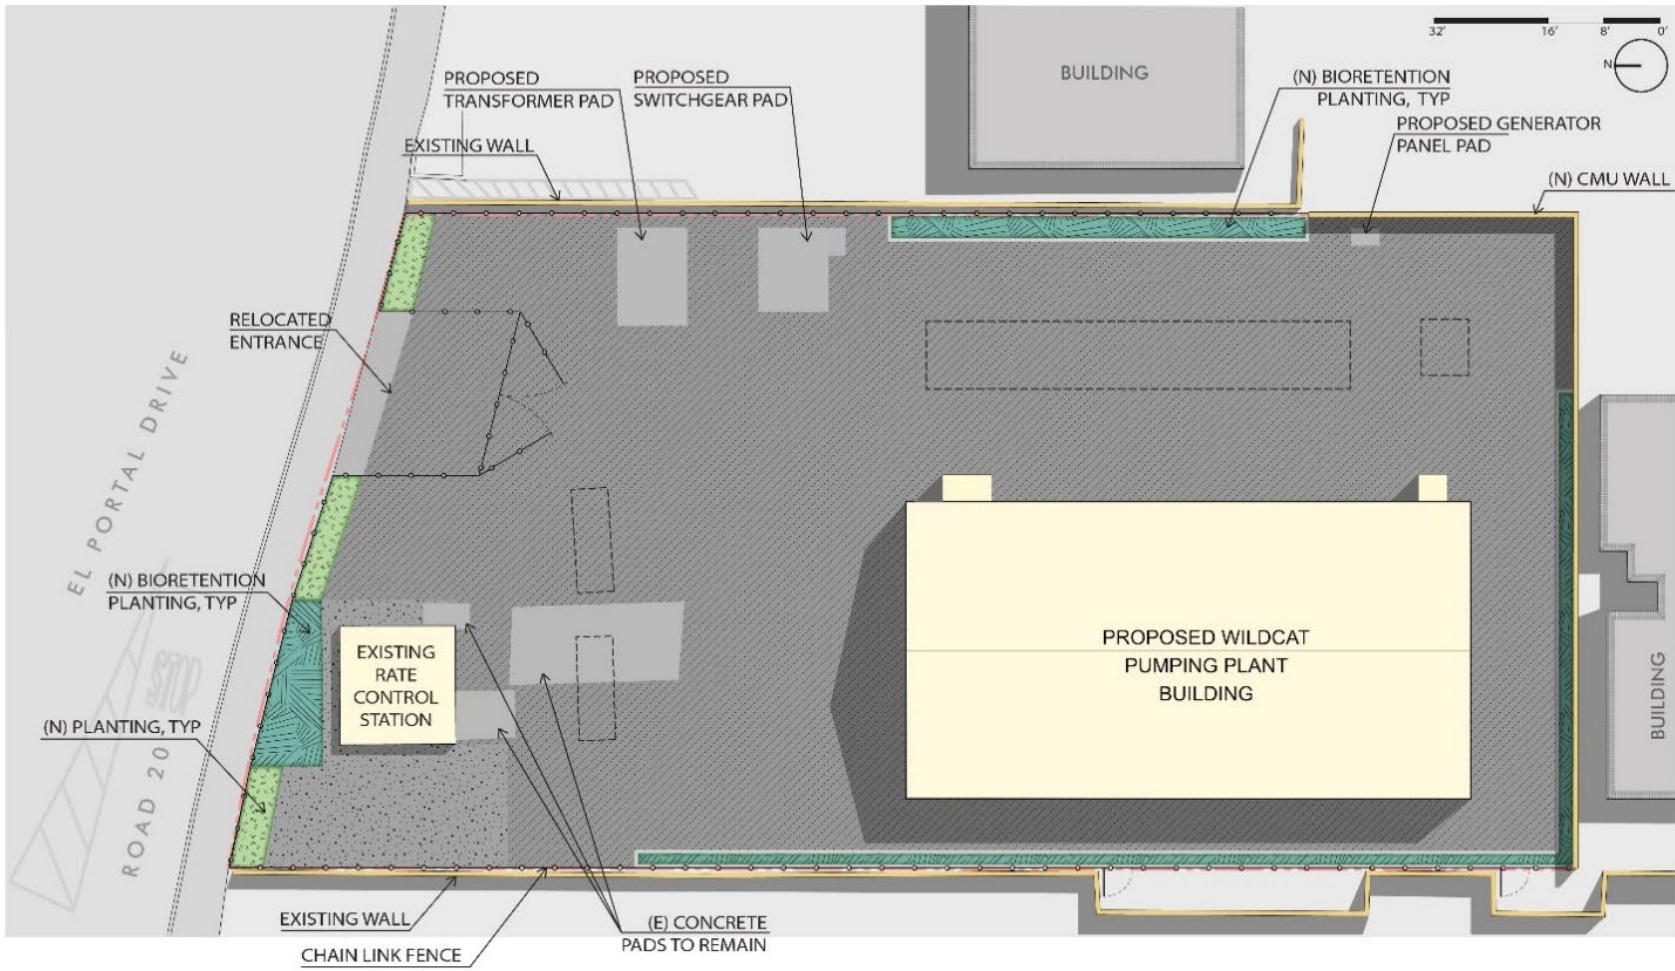 32'
16'
8'
0'
N
BUILDING
PROPOSED
TRANSFORMER PAD
PROPOSED
SWITCHGEAR PAD
(N) BIORETENTION
PLANTING, TYP
PROPOSED GENERATOR
PANEL PAD
EXISTING WALL
(N) CMU WALL
RELOCATED
ENTRANCE
EL PORTAL DRIVE
(N) BIORETENTION
PLANTING, TYP
STOP
EXISTING
RATE
CONTROL
STATION
PROPOSED WILDCAT
PUMPING PLANT
BUILDING
BUILDING
(N) PLANTING, TYP
ROAD 20
EXISTING WALL
CHAIN LINK FENCE
(E) CONCRETE
PADS TO REMAIN